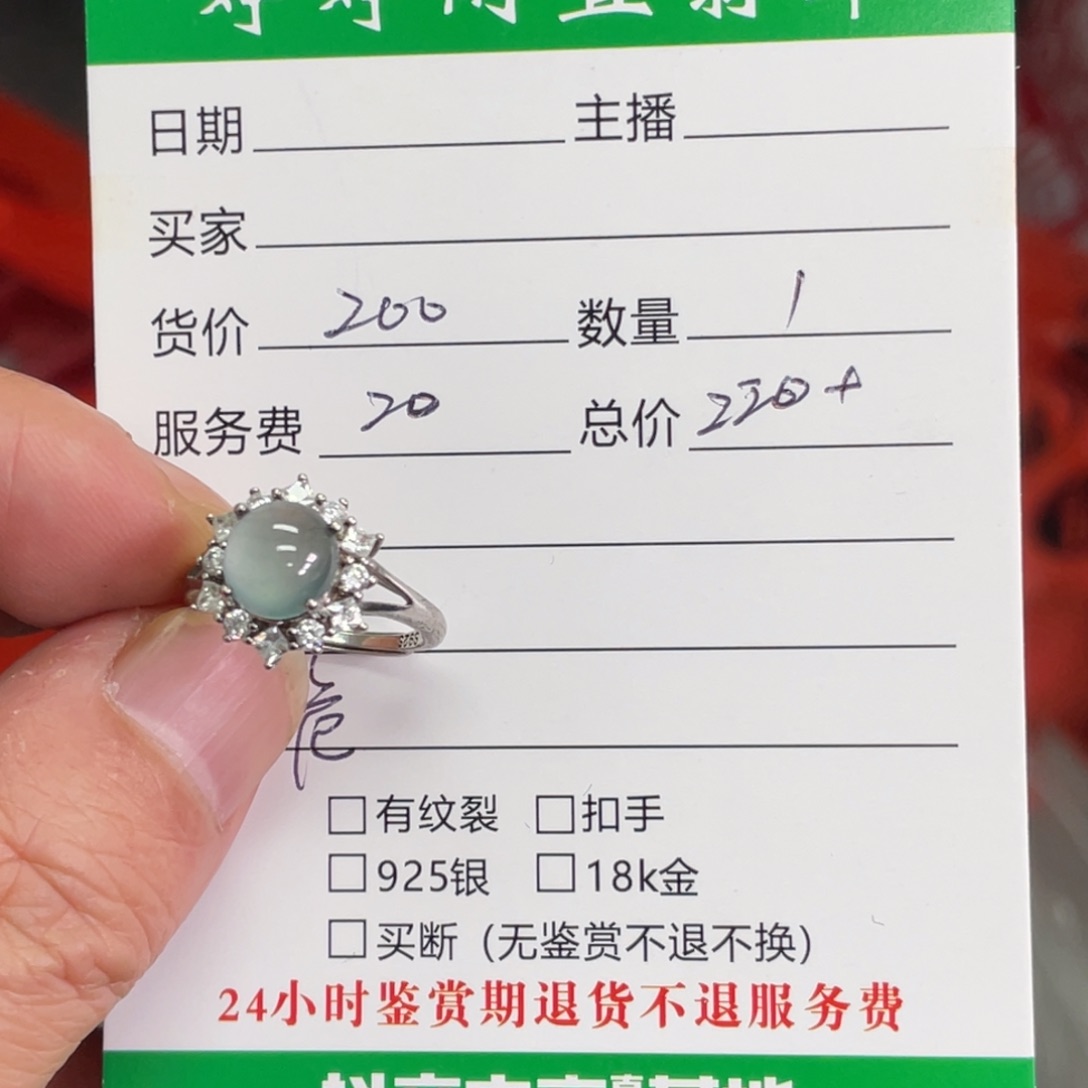 日期 主播
买家
货价 200 数量 1
服务费 20 总价 220+
S925
□有纹裂 □扣手
□925银 □18k金
□买断 (无鉴赏不退不换)
24小时鉴赏期退货不退服务费